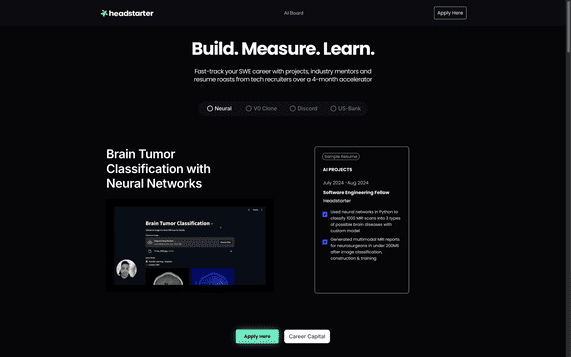 headstarter
AI Board
Apply Here
Build. Measure. Learn.
Fast-track your SWE career with projects, industry mentors and
resume roasts from tech recruiters over a 4-month accelerator
Neural
V0 Clone
Discord
US-Bank
Brain Tumor
Classification with
Neural Networks
Brain Tumor Classification
Sample Resume
AI PROJECTS
July 2024 -Aug 2024
Software Engineering Fellow
Headstarter
Used neural networks in Python to
classify 1000 MRI scans into 3 types
of possible brain diseases with
custom model
Generated multimodal MRI reports
for neurosurgeons in under 200MS
after image classification,
construction & training
Apply Here
Career Capital